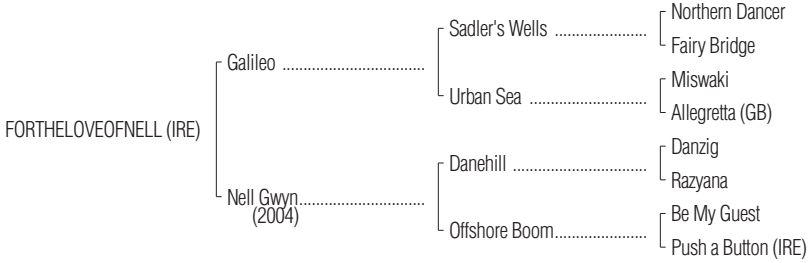 Northern Dancer
Sadler's Wells ....................
Fairy Bridge
Galileo ...............................
Miswaki
Urban Sea .........................
Allegretta (GB)
FORTHELOVEOFNELL (IRE)
Danzig
Danehill .............................
Razyana
Nell Gwyn...........................
(2004)
Be My Guest
Offshore Boom....................
Push a Button (IRE)